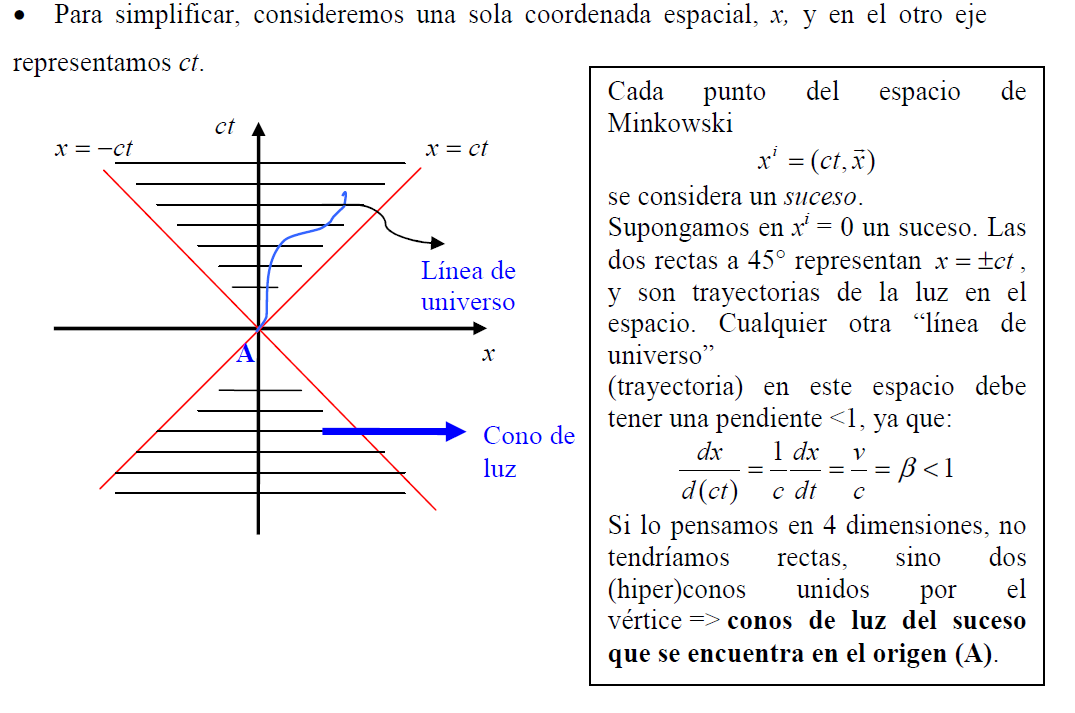 • Para simplificar, consideremos una sola coordenada espacial, x, y en el otro eje
representamos ct.
ct
x = −ct
x = ct
Línea de
universo
A
x
Cono de
luz
Cada punto del espacio de
Minkowski
xⁱ = (ct, x⃗)
se considera un suceso.
Supongamos en xⁱ = 0 un suceso. Las
dos rectas a 45° representan x = ±ct ,
y son trayectorias de la luz en el
espacio. Cualquier otra “línea de
universo”
(trayectoria) en este espacio debe
tener una pendiente <1, ya que:
dx/d(ct) = 1/c dx/dt = v/c = β < 1
Si lo pensamos en 4 dimensiones, no
tendríamos rectas, sino dos
(hiper)conos unidos por el
vértice => conos de luz del suceso
que se encuentra en el origen (A).